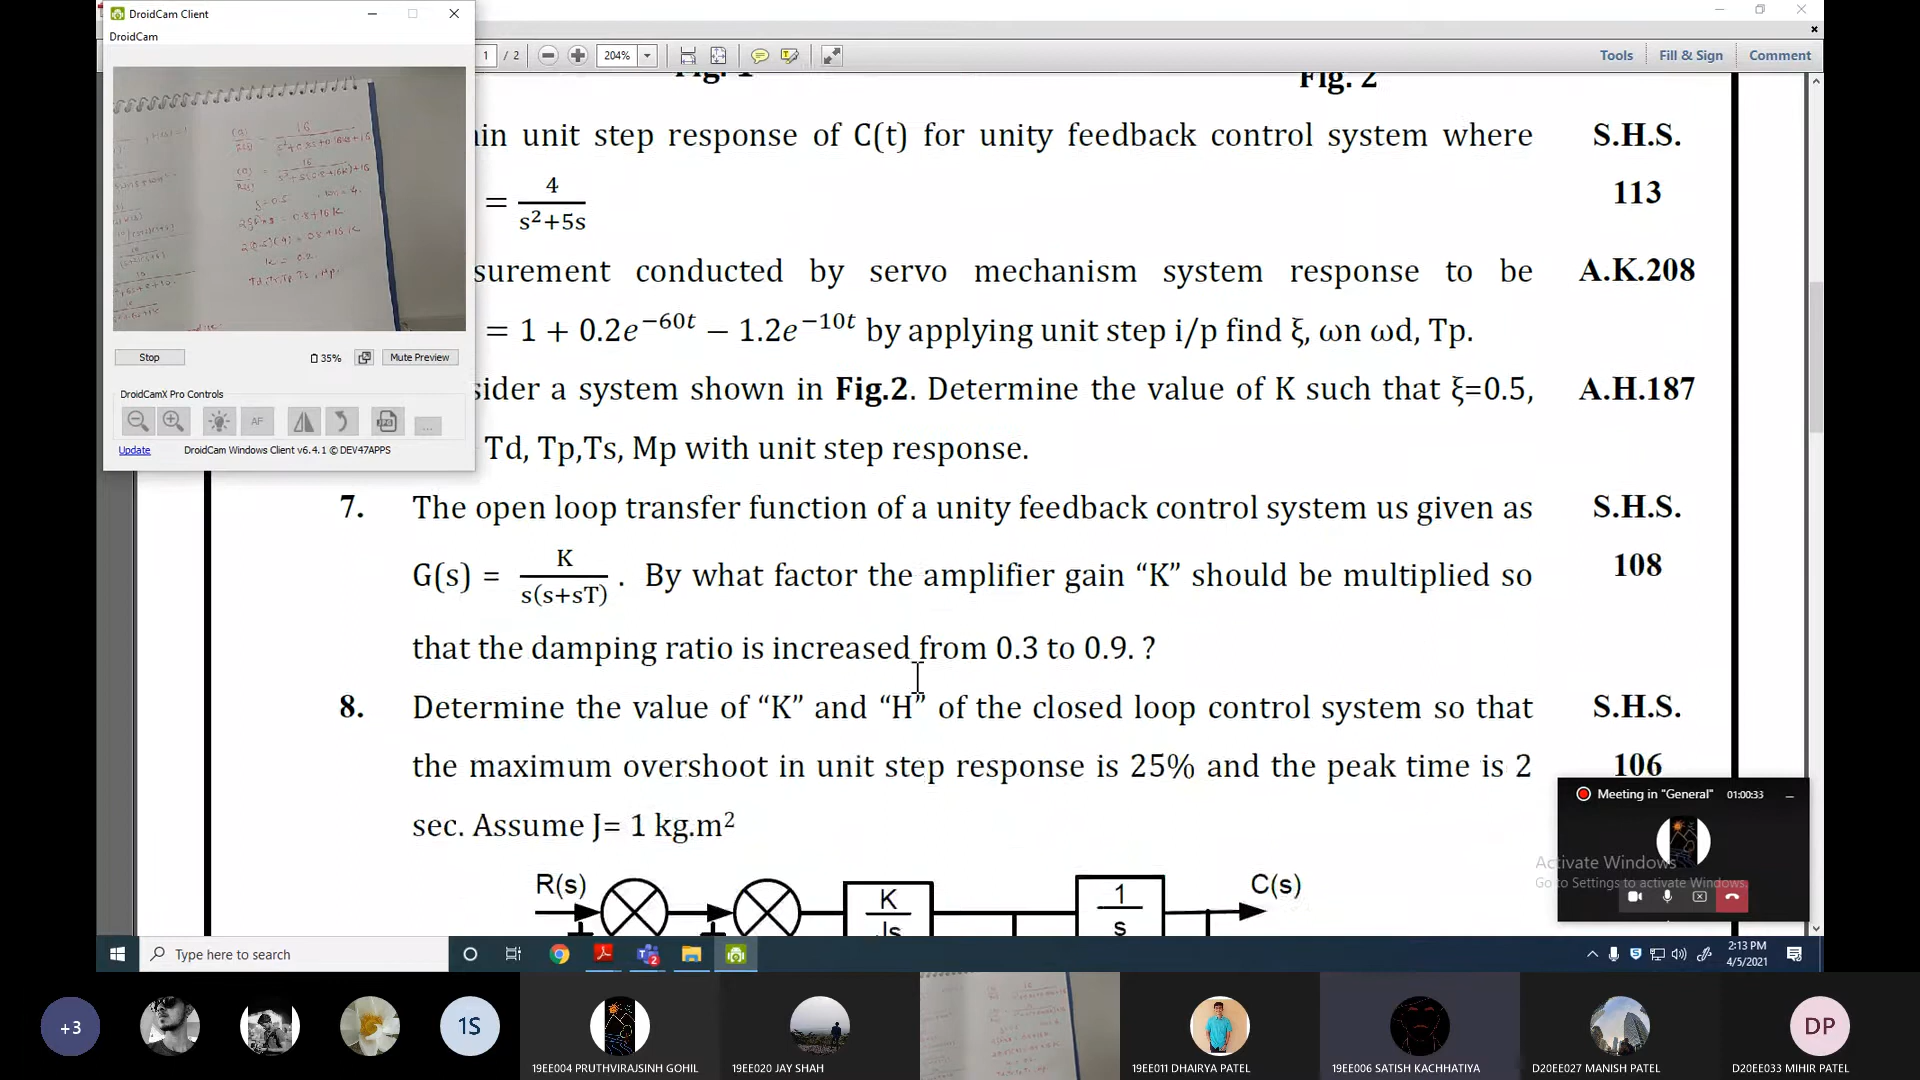 DroidCam Client
DroidCam
1 / 2
204%
Tools
Fill & Sign
Comment
Fig. 2
in unit step response of C(t) for unity feedback control system where
S.H.S.
113
= 4
s²+5s
surement conducted by servo mechanism system response to be
A.K.208
= 1 + 0.2e⁻⁶⁰ᵗ − 1.2e⁻¹⁰ᵗ by applying unit step i/p find ξ, ωn ωd, Tp.
sider a system shown in Fig.2. Determine the value of K such that ξ=0.5,
A.H.187
Td, Tp,Ts, Mp with unit step response.
Stop
35%
Mute Preview
DroidCamX Pro Controls
AF
JPG
...
Update
DroidCam Windows Client v6.4.1 © DEV47APPS
7. The open loop transfer function of a unity feedback control system us given as
S.H.S.
108
G(s) = K
s(s+sT)
. By what factor the amplifier gain “K” should be multiplied so
that the damping ratio is increased from 0.3 to 0.9. ?
8. Determine the value of “K” and “H” of the closed loop control system so that
S.H.S.
106
the maximum overshoot in unit step response is 25% and the peak time is 2
sec. Assume J= 1 kg.m²
R(s)
K
Js
1
s
C(s)
Meeting in "General"
01:00:33
Activate Windows
Go to Settings to activate Windows.
Type here to search
2:13 PM
4/5/2021
+3
1S
19EE004 PRUTHVIRAJSINH GOHIL
19EE020 JAY SHAH
19EE011 DHAIRYA PATEL
19EE006 SATISH KACHHATIYA
D20EE027 MANISH PATEL
DP
D20EE033 MIHIR PATEL